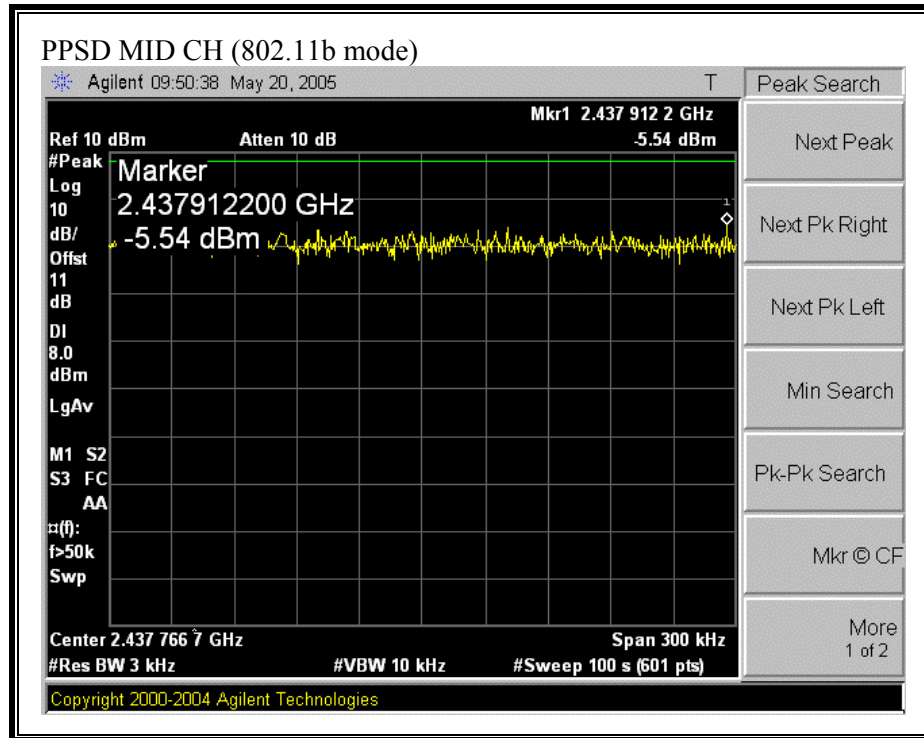 PPSD MID CH (802.11b mode)
Agilent 09:50:38 May 20, 2005 T
Peak Search
Mkr1 2.437 912 2 GHz
Ref 10 dBm Atten 10 dB -5.54 dBm
#Peak
Log
10
dB/
Offst
11
dB
DI
8.0
dBm
LgAv
M1 S2
S3 FC
AA
¤(f):
f>50k
Swp
Marker
2.437912200 GHz
-5.54 dBm
1
Center 2.437 766 7 GHz Span 300 kHz
#Res BW 3 kHz #VBW 10 kHz #Sweep 100 s (601 pts)
Copyright 2000-2004 Agilent Technologies
Next Peak
Next Pk Right
Next Pk Left
Min Search
Pk-Pk Search
Mkr © CF
More
1 of 2